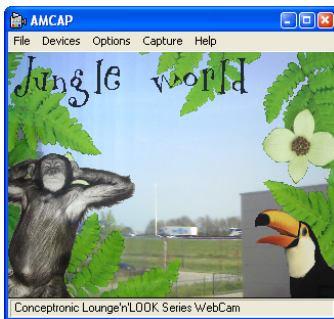 AMCAP
File Devices Options Capture Help
Jungle world
Conceptronic Lounge'n'LOOK Series WebCam